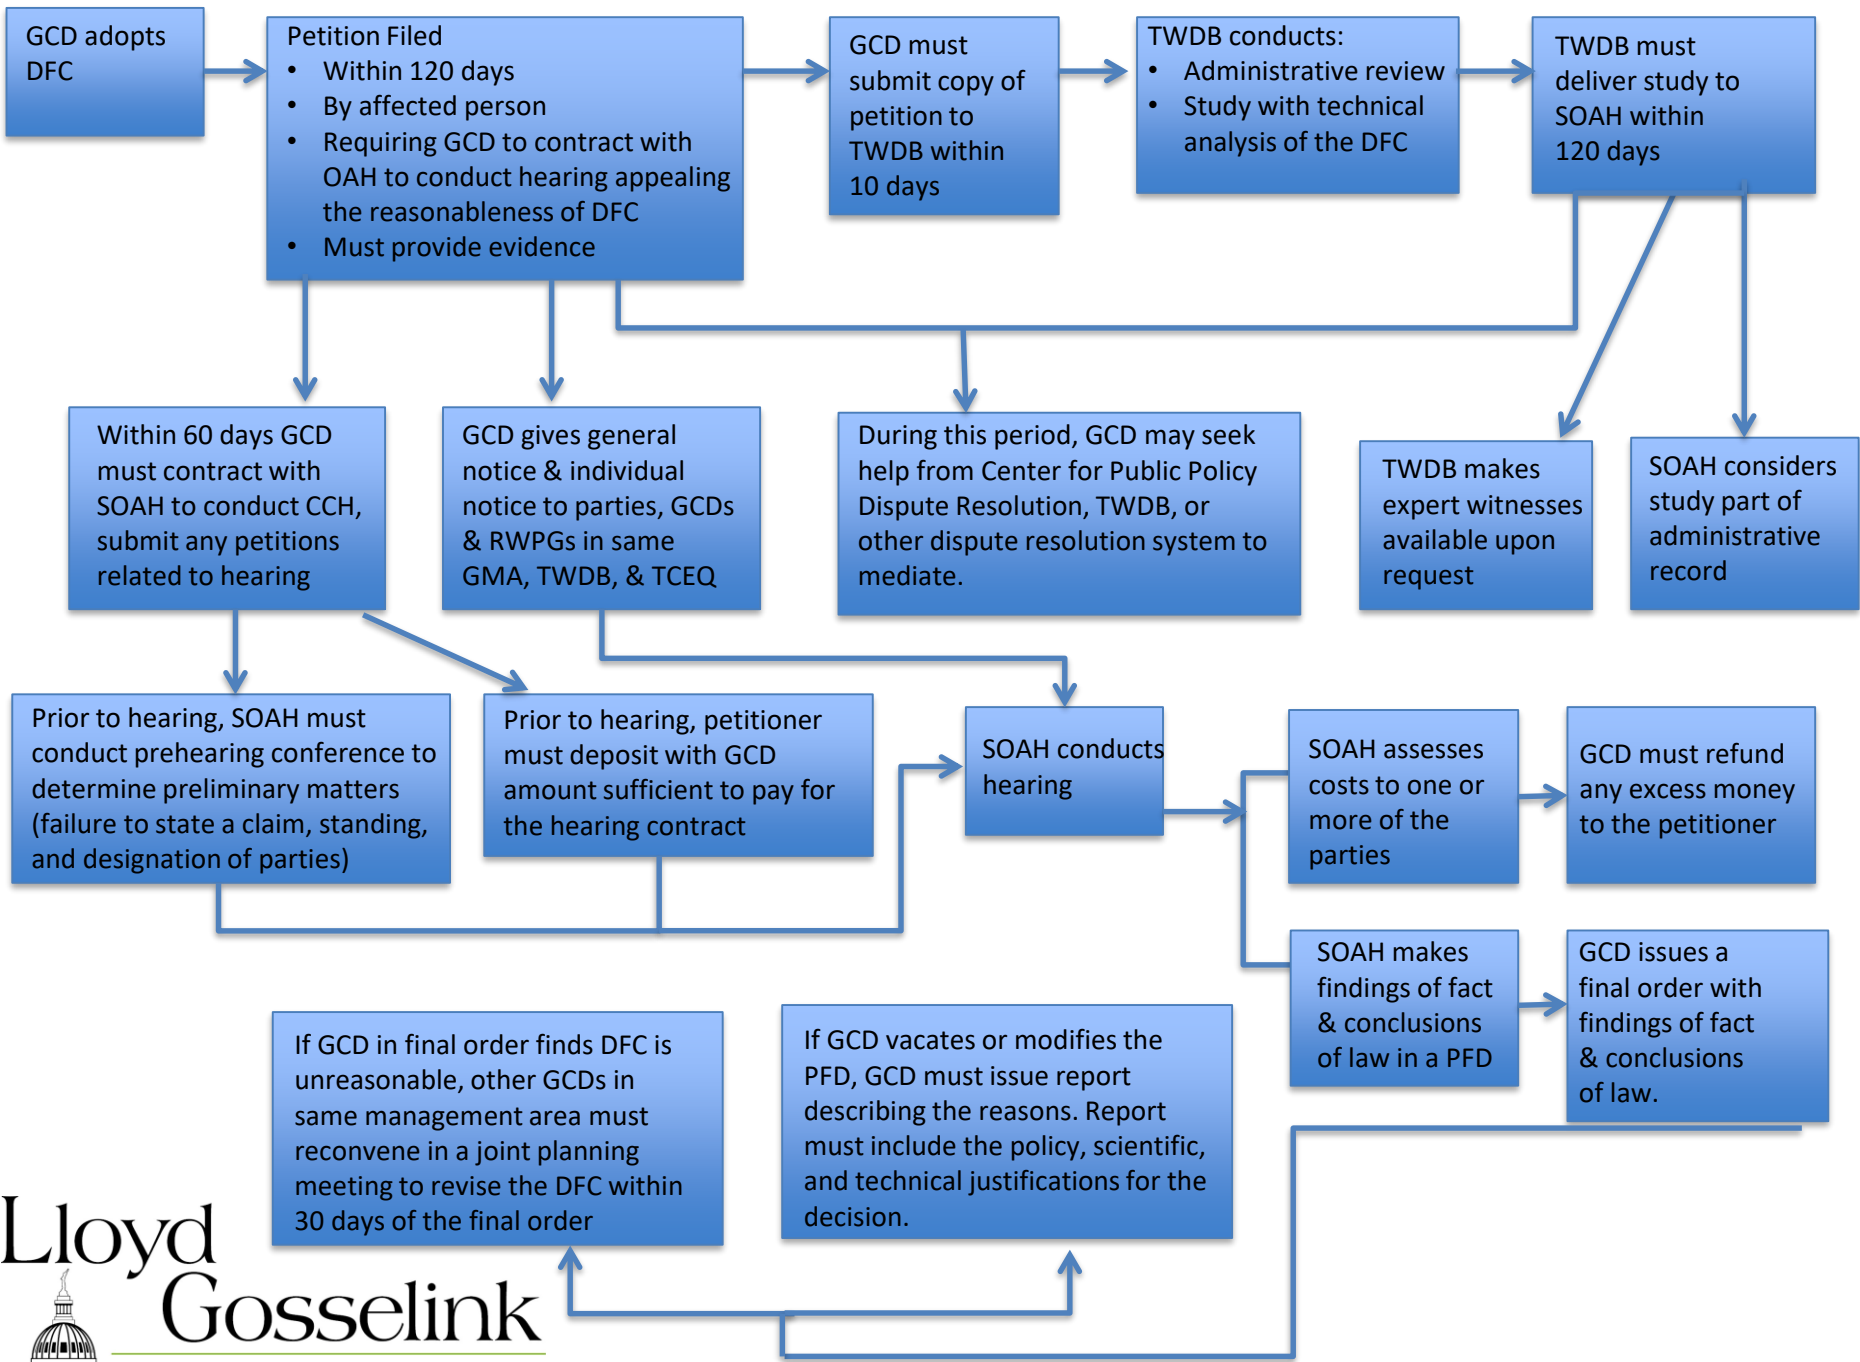 GCD adopts
DFC
Petition Filed
• Within 120 days
• By affected person
• Requiring GCD to contract with
OAH to conduct hearing appealing
the reasonableness of DFC
• Must provide evidence
GCD must
submit copy of
petition to
TWDB within
10 days
TWDB conducts:
• Administrative review
• Study with technical
analysis of the DFC
TWDB must
deliver study to
SOAH within
120 days
Within 60 days GCD
must contract with
SOAH to conduct CCH,
submit any petitions
related to hearing
GCD gives general
notice & individual
notice to parties, GCDs
& RWPGs in same
GMA, TWDB, & TCEQ
During this period, GCD may seek
help from Center for Public Policy
Dispute Resolution, TWDB, or
other dispute resolution system to
mediate.
TWDB makes
expert witnesses
available upon
request
SOAH considers
study part of
administrative
record
Prior to hearing, SOAH must
conduct prehearing conference to
determine preliminary matters
(failure to state a claim, standing,
and designation of parties)
Prior to hearing, petitioner
must deposit with GCD
amount sufficient to pay for
the hearing contract
SOAH conducts
hearing
SOAH assesses
costs to one or
more of the
parties
GCD must refund
any excess money
to the petitioner
SOAH makes
findings of fact
& conclusions
of law in a PFD
GCD issues a
final order with
findings of fact
& conclusions
of law.
If GCD in final order finds DFC is
unreasonable, other GCDs in
same management area must
reconvene in a joint planning
meeting to revise the DFC within
30 days of the final order
If GCD vacates or modifies the
PFD, GCD must issue report
describing the reasons. Report
must include the policy, scientific,
and technical justifications for the
decision.
Lloyd
Gosselink